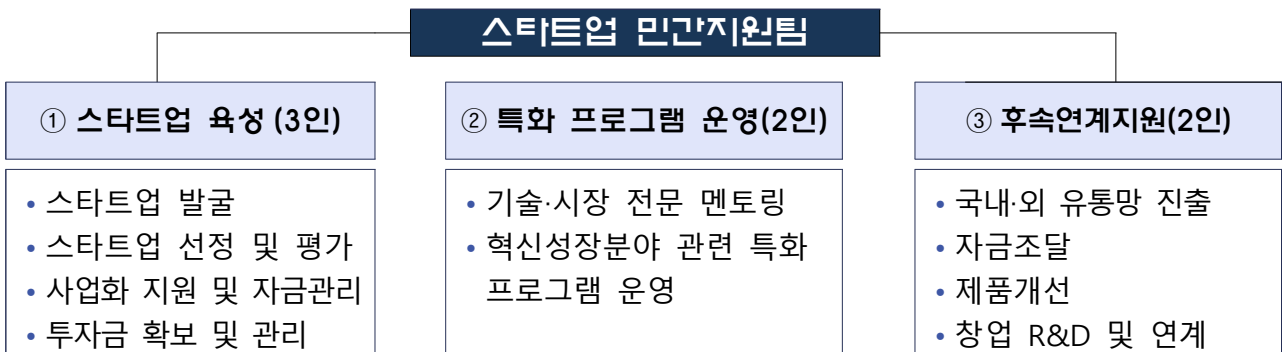 스타트업 민간지원팀
① 스타트업 육성 (3인)
• 스타트업 발굴
• 스타트업 선정 및 평가
• 사업화 지원 및 자금관리
• 투자금 확보 및 관리
② 특화 프로그램 운영(2인)
• 기술·시장 전문 멘토링
• 혁신성장분야 관련 특화
프로그램 운영
③ 후속연계지원(2인)
• 국내·외 유통망 진출
• 자금조달
• 제품개선
• 창업 R&D 및 연계